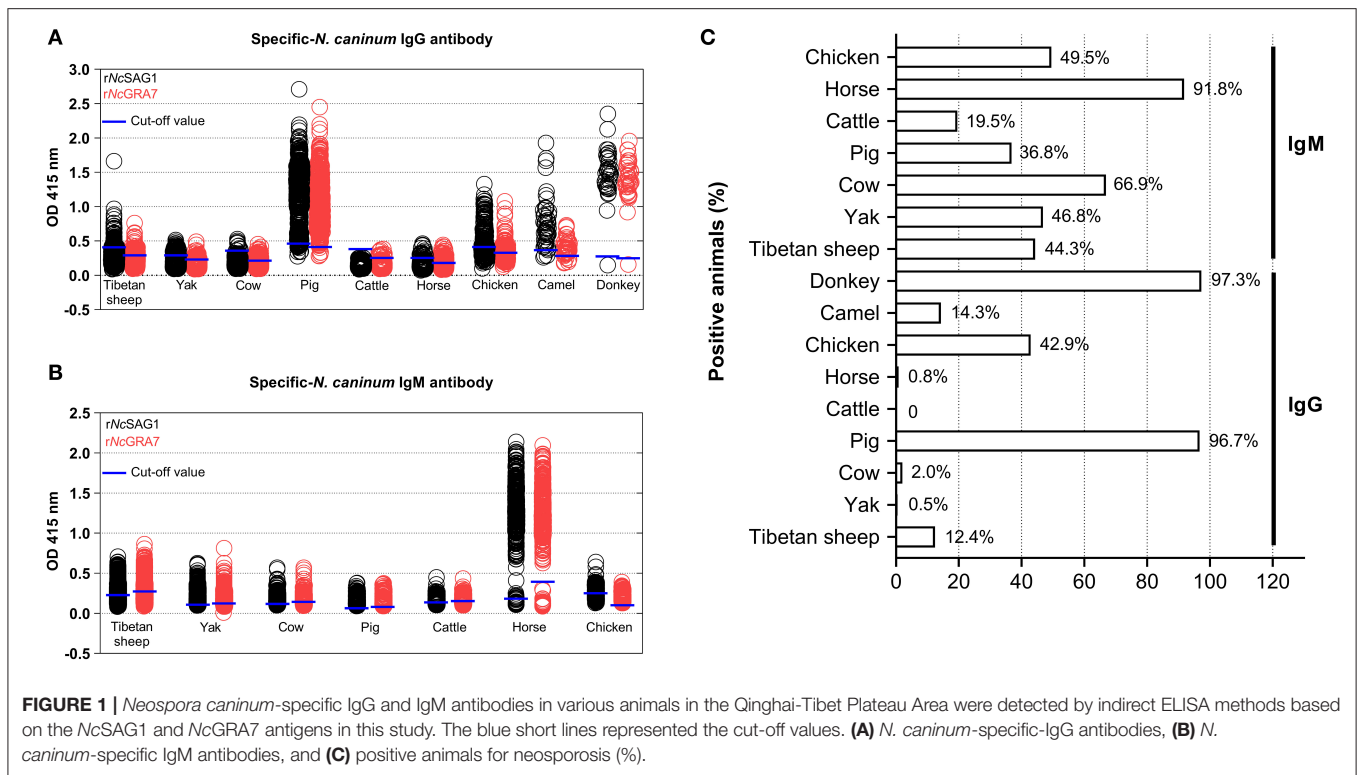 A
Specific-N. caninum IgG antibody
rNcSAG1
rNcGRA7
Cut-off value
OD 415 nm
3.0
2.5
2.0
1.5
1.0
0.5
0.0
-0.5
Tibetan sheep
Yak
Cow
Pig
Cattle
Horse
Chicken
Camel
Donkey
B
Specific-N. caninum IgM antibody
rNcSAG1
rNcGRA7
Cut-off value
OD 415 nm
2.5
2.0
1.5
1.0
0.5
0.0
-0.5
Tibetan sheep
Yak
Cow
Pig
Cattle
Horse
Chicken
C
Positive animals (%)
Chicken 49.5%
Horse 91.8%
Cattle 19.5%
Pig 36.8%
Cow 66.9%
Yak 46.8%
Tibetan sheep 44.3%
IgM
Donkey 97.3%
Camel 14.3%
Chicken 42.9%
Horse 0.8%
Cattle 0
Pig 96.7%
Cow 2.0%
Yak 0.5%
Tibetan sheep 12.4%
IgG
0 20 40 60 80 100 120
FIGURE 1 | Neospora caninum-specific IgG and IgM antibodies in various animals in the Qinghai-Tibet Plateau Area were detected by indirect ELISA methods based
on the NcSAG1 and NcGRA7 antigens in this study. The blue short lines represented the cut-off values. (A) N. caninum-specific-IgG antibodies, (B) N.
caninum-specific IgM antibodies, and (C) positive animals for neosporosis (%).